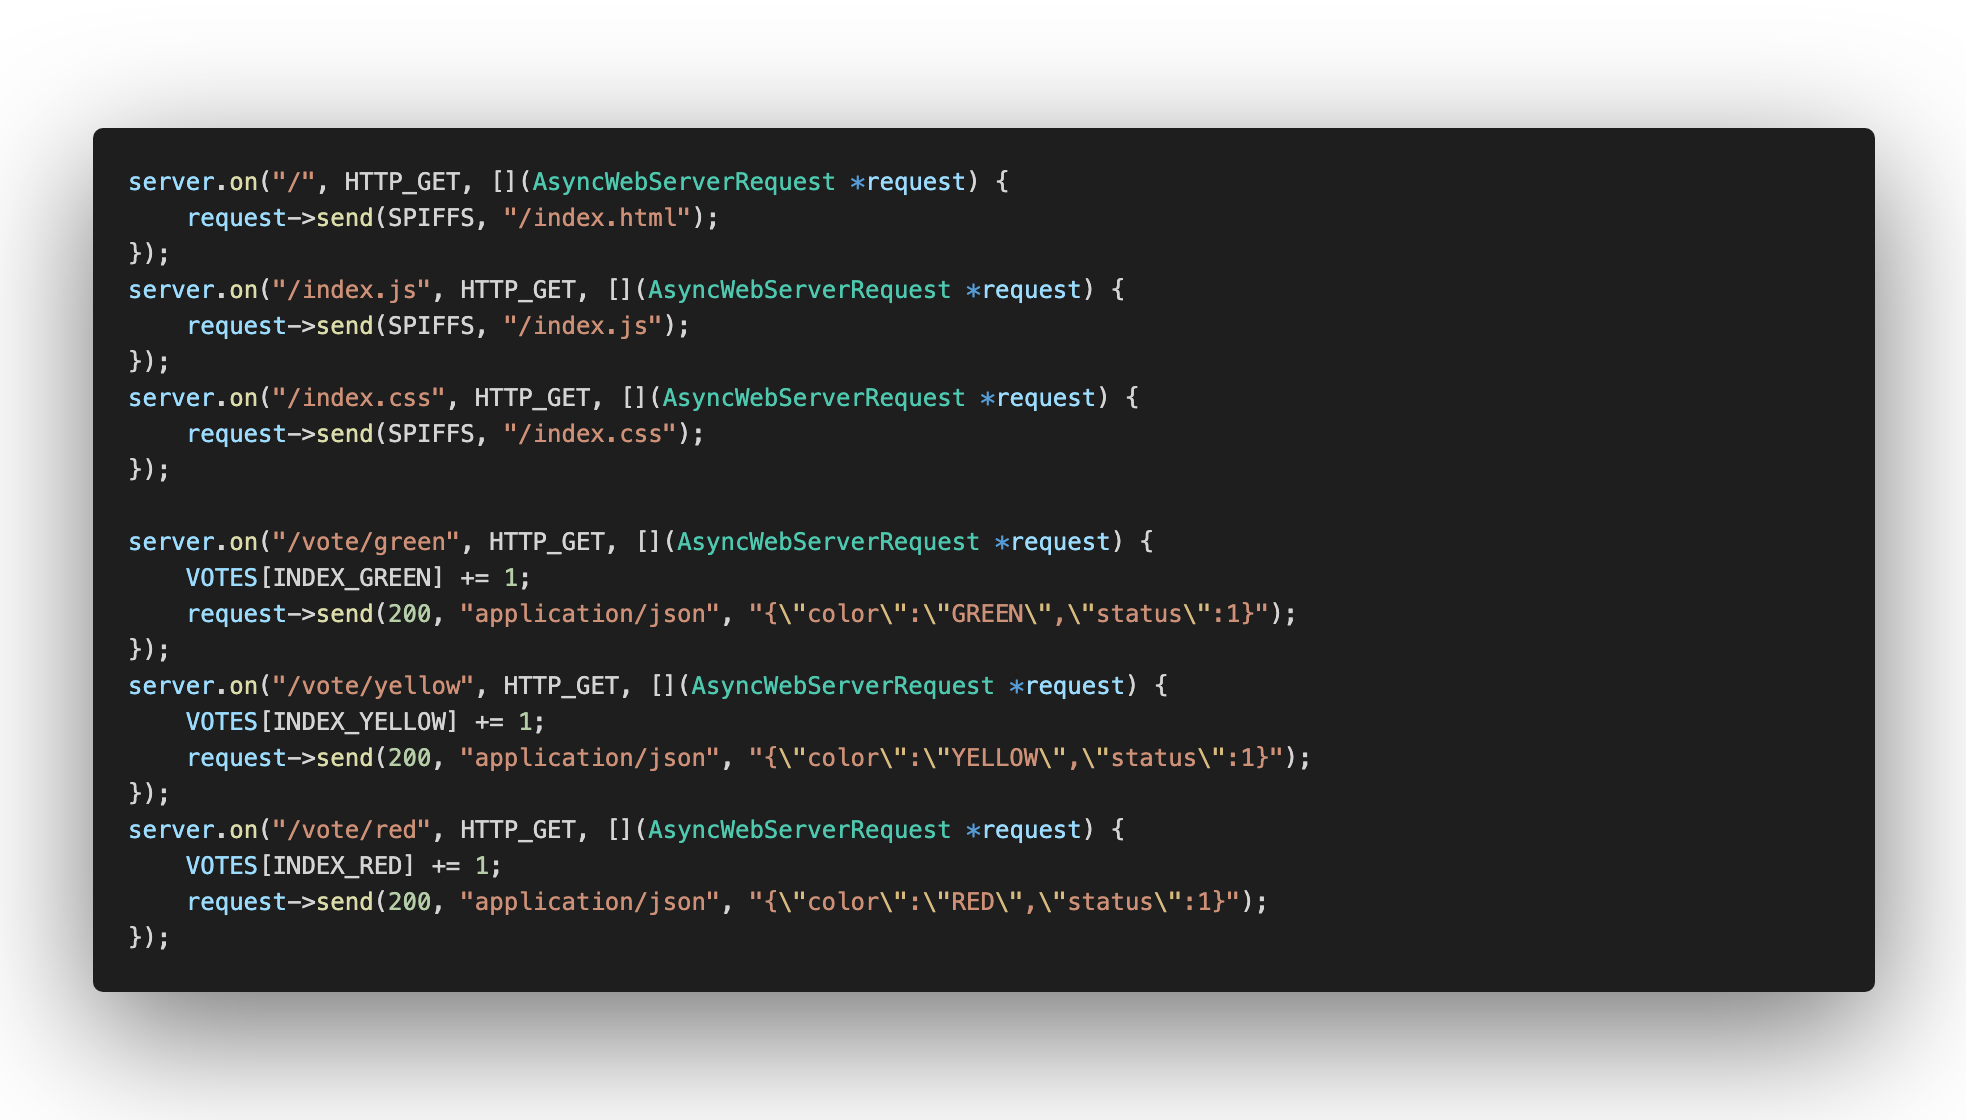 server.on("/", HTTP_GET, [](AsyncWebServerRequest *request) {
    request->send(SPIFFS, "/index.html");
});
server.on("/index.js", HTTP_GET, [](AsyncWebServerRequest *request) {
    request->send(SPIFFS, "/index.js");
});
server.on("/index.css", HTTP_GET, [](AsyncWebServerRequest *request) {
    request->send(SPIFFS, "/index.css");
});

server.on("/vote/green", HTTP_GET, [](AsyncWebServerRequest *request) {
    VOTES[INDEX_GREEN] += 1;
    request->send(200, "application/json", "{\"color\":\"GREEN\",\"status\":1}");
});
server.on("/vote/yellow", HTTP_GET, [](AsyncWebServerRequest *request) {
    VOTES[INDEX_YELLOW] += 1;
    request->send(200, "application/json", "{\"color\":\"YELLOW\",\"status\":1}");
});
server.on("/vote/red", HTTP_GET, [](AsyncWebServerRequest *request) {
    VOTES[INDEX_RED] += 1;
    request->send(200, "application/json", "{\"color\":\"RED\",\"status\":1}");
});